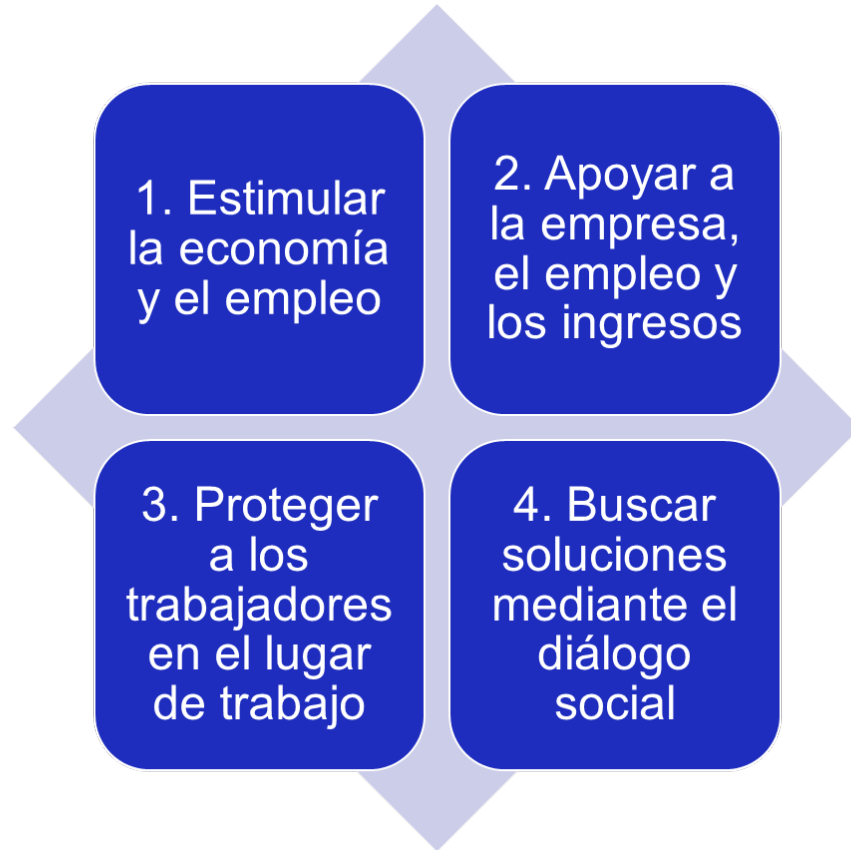 1. Estimular
la economía
y el empleo
2. Apoyar a
la empresa,
el empleo y
los ingresos
3. Proteger
a los
trabajadores
en el lugar
de trabajo
4. Buscar
soluciones
mediante el
diálogo
social